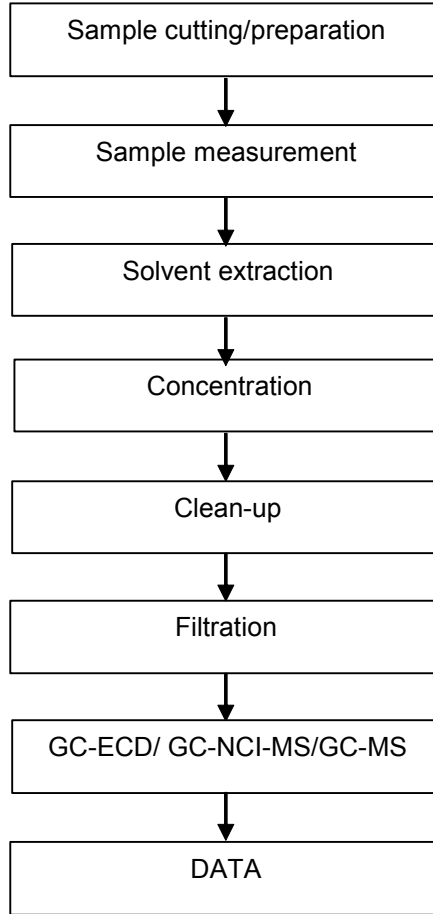 Sample cutting/preparation
Sample measurement
Solvent extraction
Concentration
Clean-up
Filtration
GC-ECD/ GC-NCI-MS/GC-MS
DATA